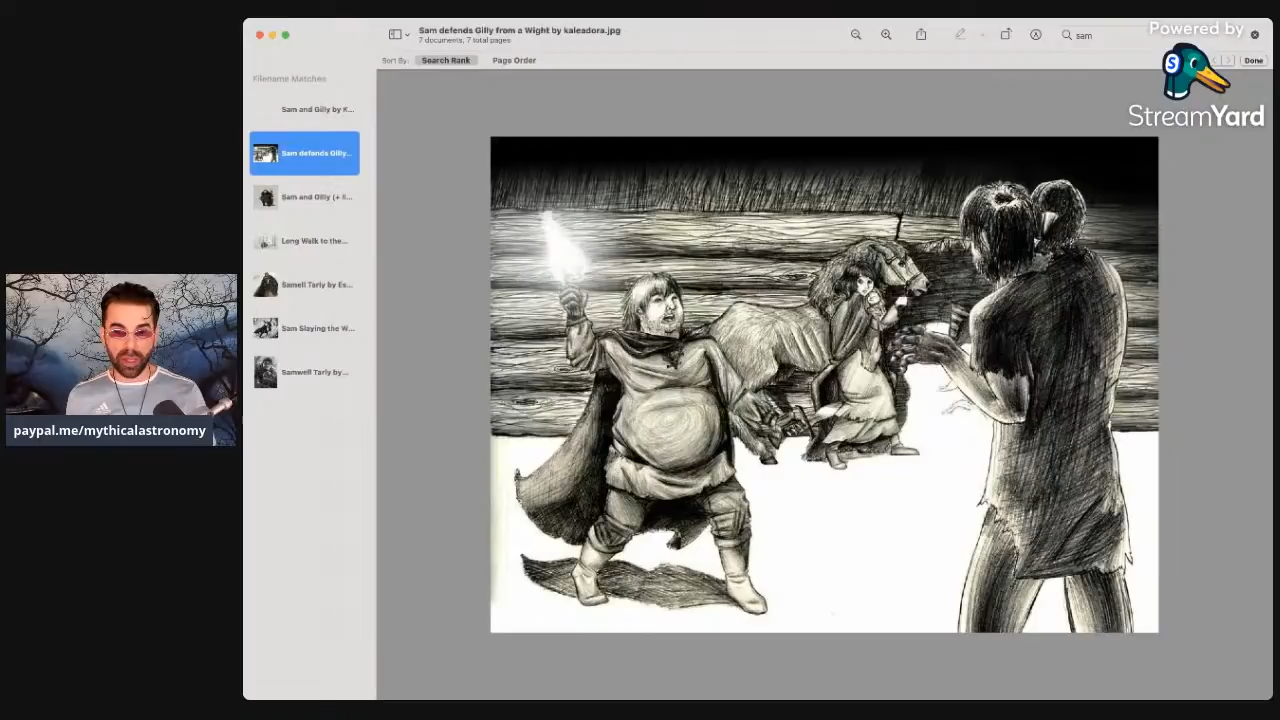 Sam defends Gilly from a Wight by kaleadora.jpg
7 documents, 7 total pages
sam
Powered by
StreamYard
Sort By: Search Rank Page Order
Done
Filename Matches
Sam and Gilly by K...
Sam defends Gilly...
Sam and Gilly (+ li...
Long Walk to the...
Samell Tarly by Es...
Sam Slaying the W...
Samwell Tarly by...
paypal.me/mythicalastronomy
S